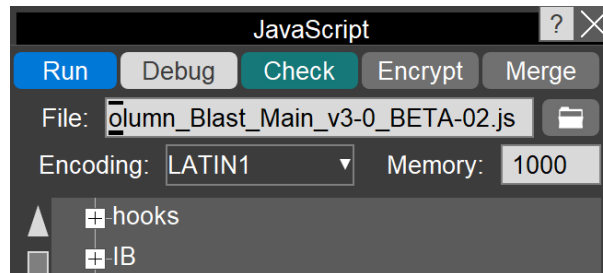 JavaScript ?
Run Debug Check Encrypt Merge
File: olumn_Blast_Main_v3-0_BETA-02.js
Encoding: LATIN1 Memory: 1000
hooks
IB